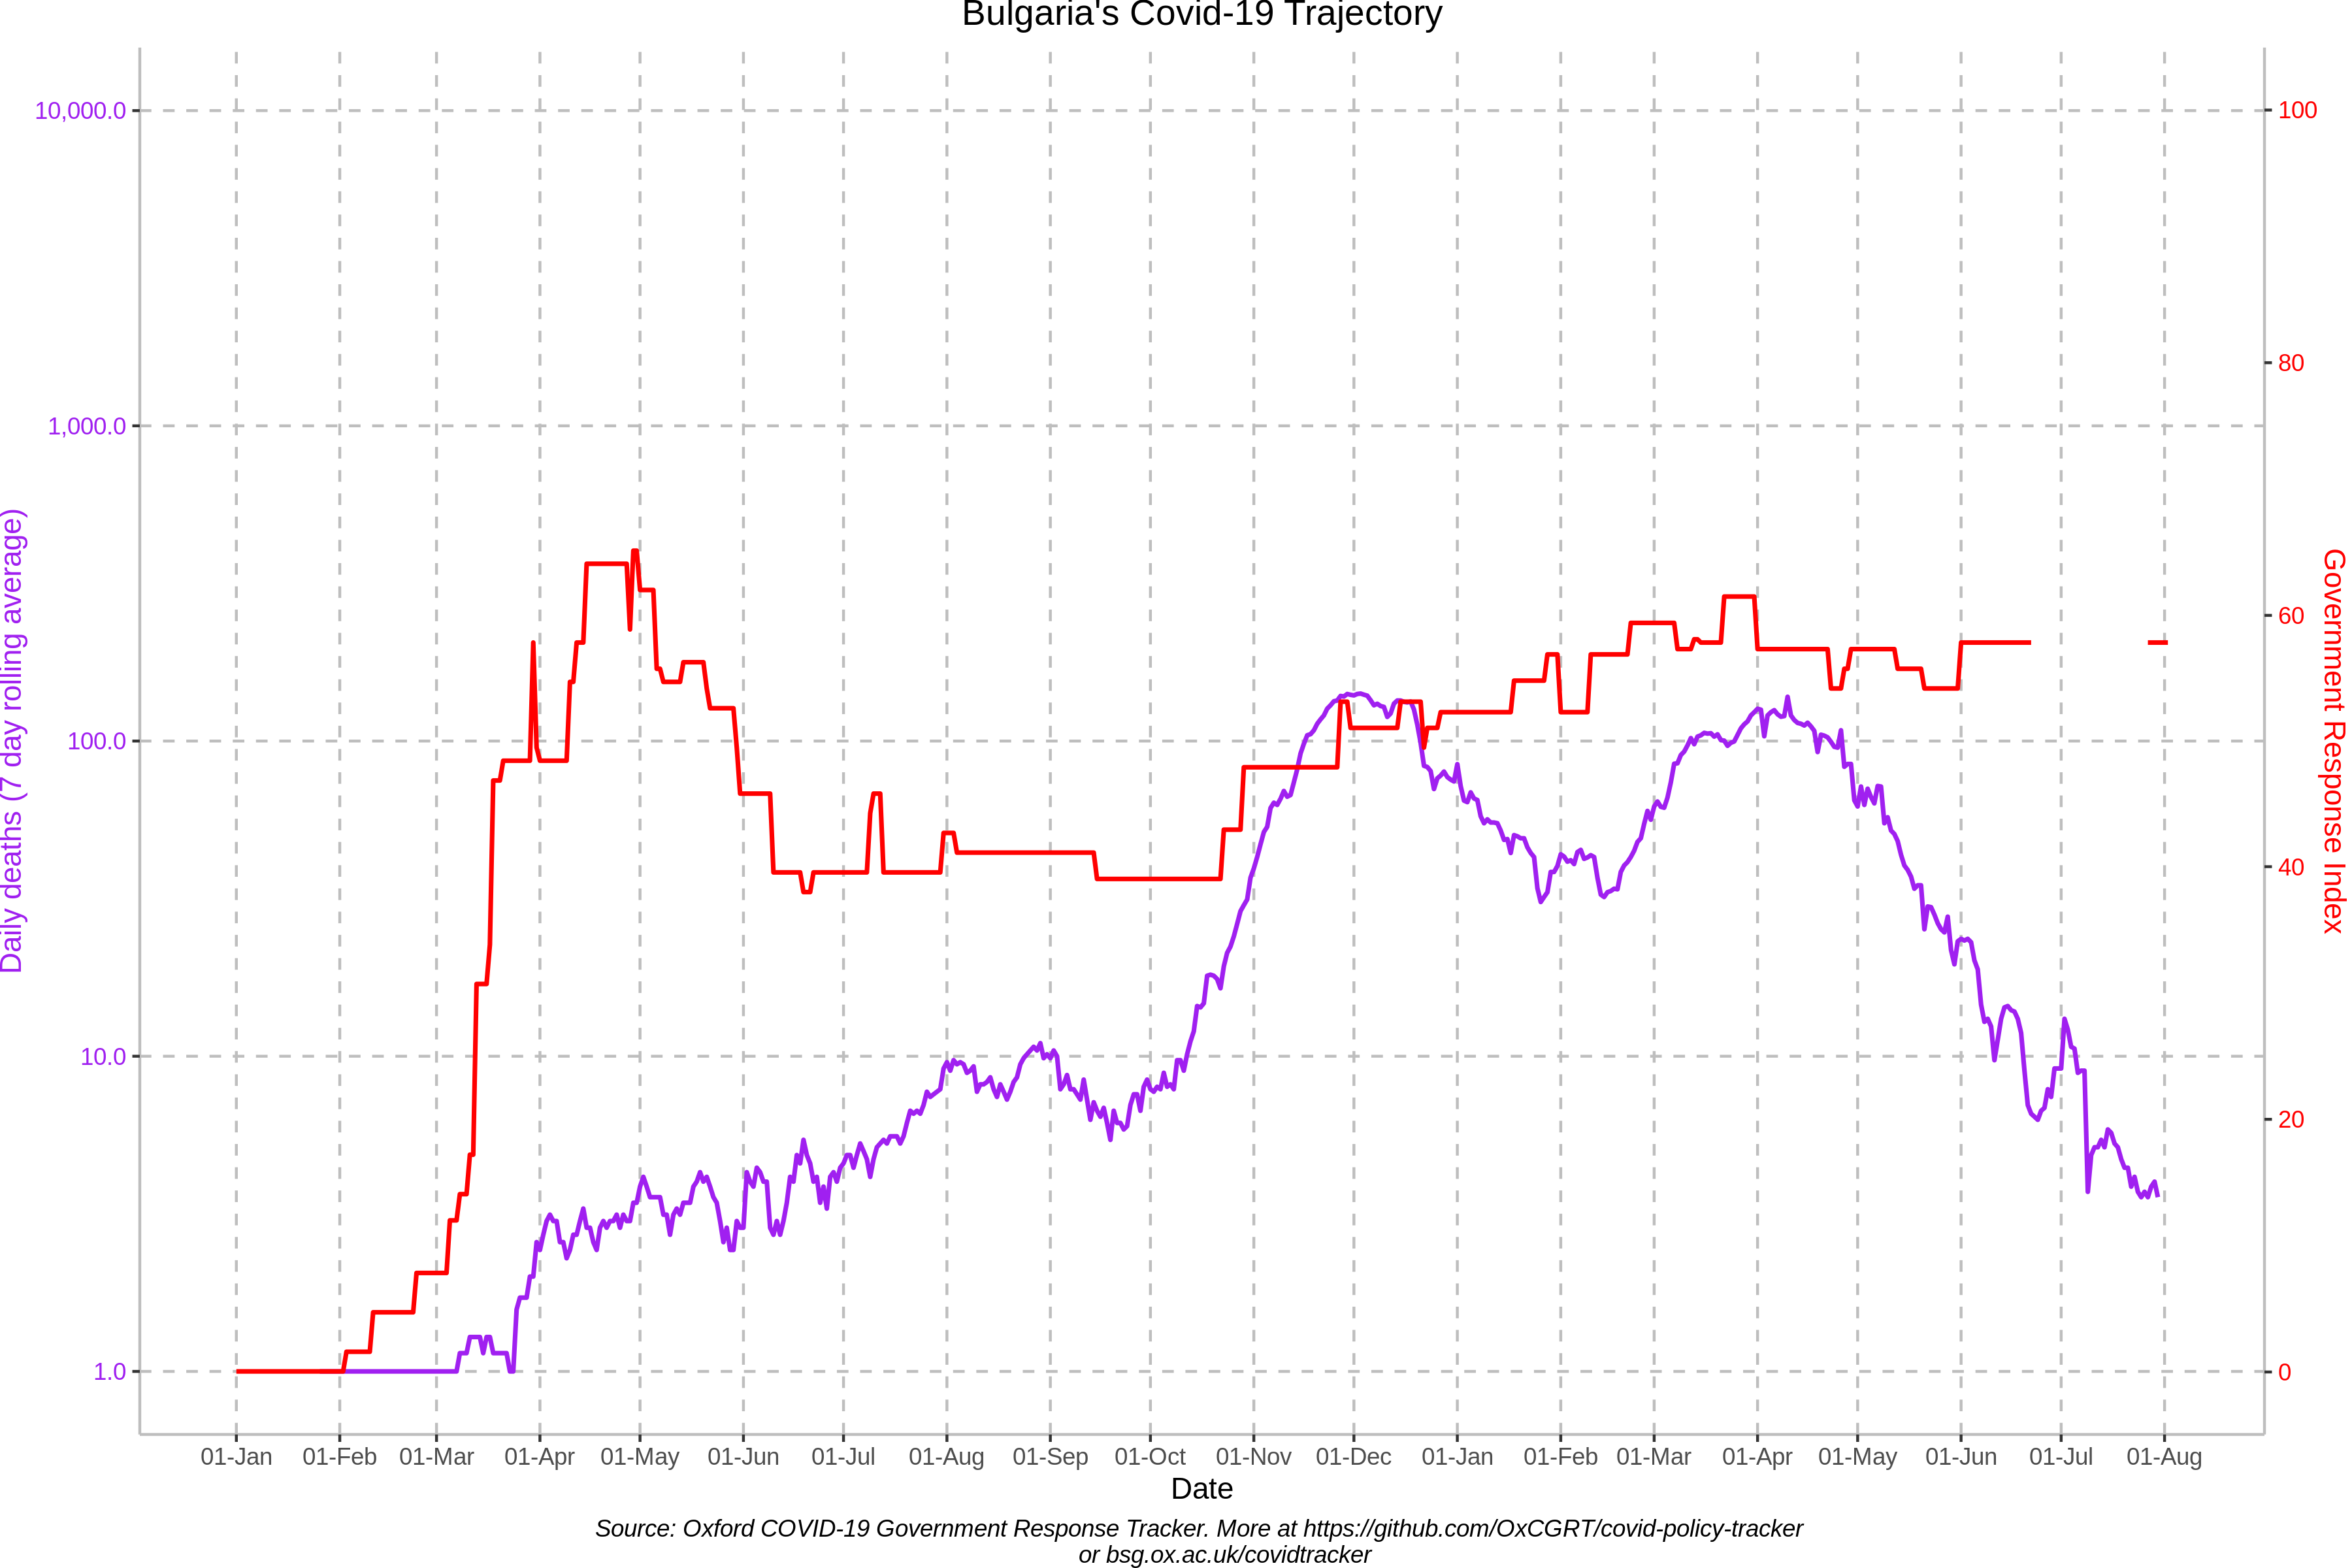 Bulgaria's Covid-19 Trajectory
10,000.0
1,000.0
100.0
10.0
1.0
Daily deaths (7 day rolling average)
100
80
60
40
20
0
Government Response Index
01-Jan 01-Feb 01-Mar 01-Apr 01-May 01-Jun 01-Jul 01-Aug 01-Sep 01-Oct 01-Nov 01-Dec 01-Jan 01-Feb 01-Mar 01-Apr 01-May 01-Jun 01-Jul 01-Aug
Date
Source: Oxford COVID-19 Government Response Tracker. More at https://github.com/OxCGRT/covid-policy-tracker
or bsg.ox.ac.uk/covidtracker